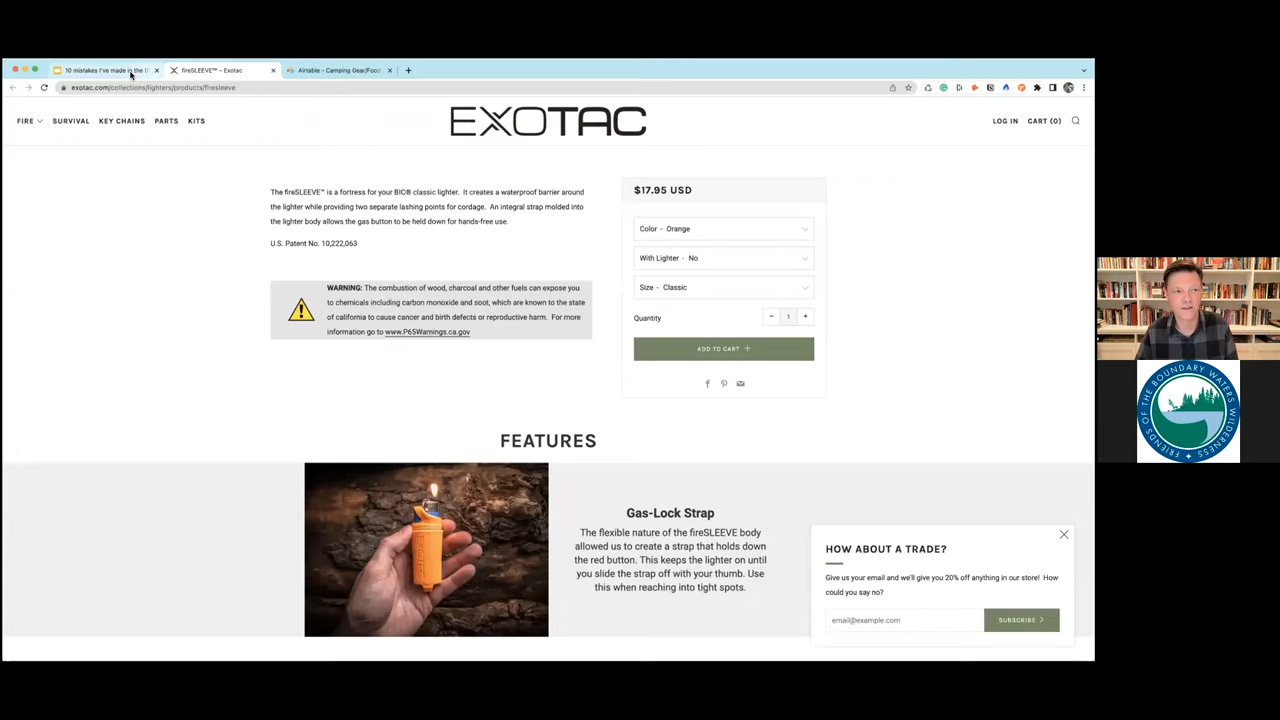 10 mistakes I've made in the B
fireSLEEVE™ – Exotac
Airtable - Camping Gear/Food
exotac.com/collections/lighters/products/firesleeve
FIRE
SURVIVAL
KEY CHAINS
PARTS
KITS
EXOTAC
LOG IN
CART (0)
The fireSLEEVE™ is a fortress for your BIC® classic lighter. It creates a waterproof barrier around
the lighter while providing two separate lashing points for cordage. An integral strap molded into
the lighter body allows the gas button to be held down for hands-free use.
U.S. Patent No. 10,222,063
WARNING: The combustion of wood, charcoal and other fuels can expose you
to chemicals including carbon monoxide and soot, which are known to the state
of california to cause cancer and birth defects or reproductive harm. For more
information go to www.P65Warnings.ca.gov
$17.95 USD
Color - Orange
With Lighter - No
Size - Classic
Quantity
− 1 +
ADD TO CART +
FEATURES
Gas-Lock Strap
The flexible nature of the fireSLEEVE body
allowed us to create a strap that holds down
the red button. This keeps the lighter on until
you slide the strap off with your thumb. Use
this when reaching into tight spots.
HOW ABOUT A TRADE?
Give us your email and we'll give you 20% off anything in our store! How
could you say no?
email@example.com
SUBSCRIBE
FRIENDS OF THE BOUNDARY WATERS WILDERNESS